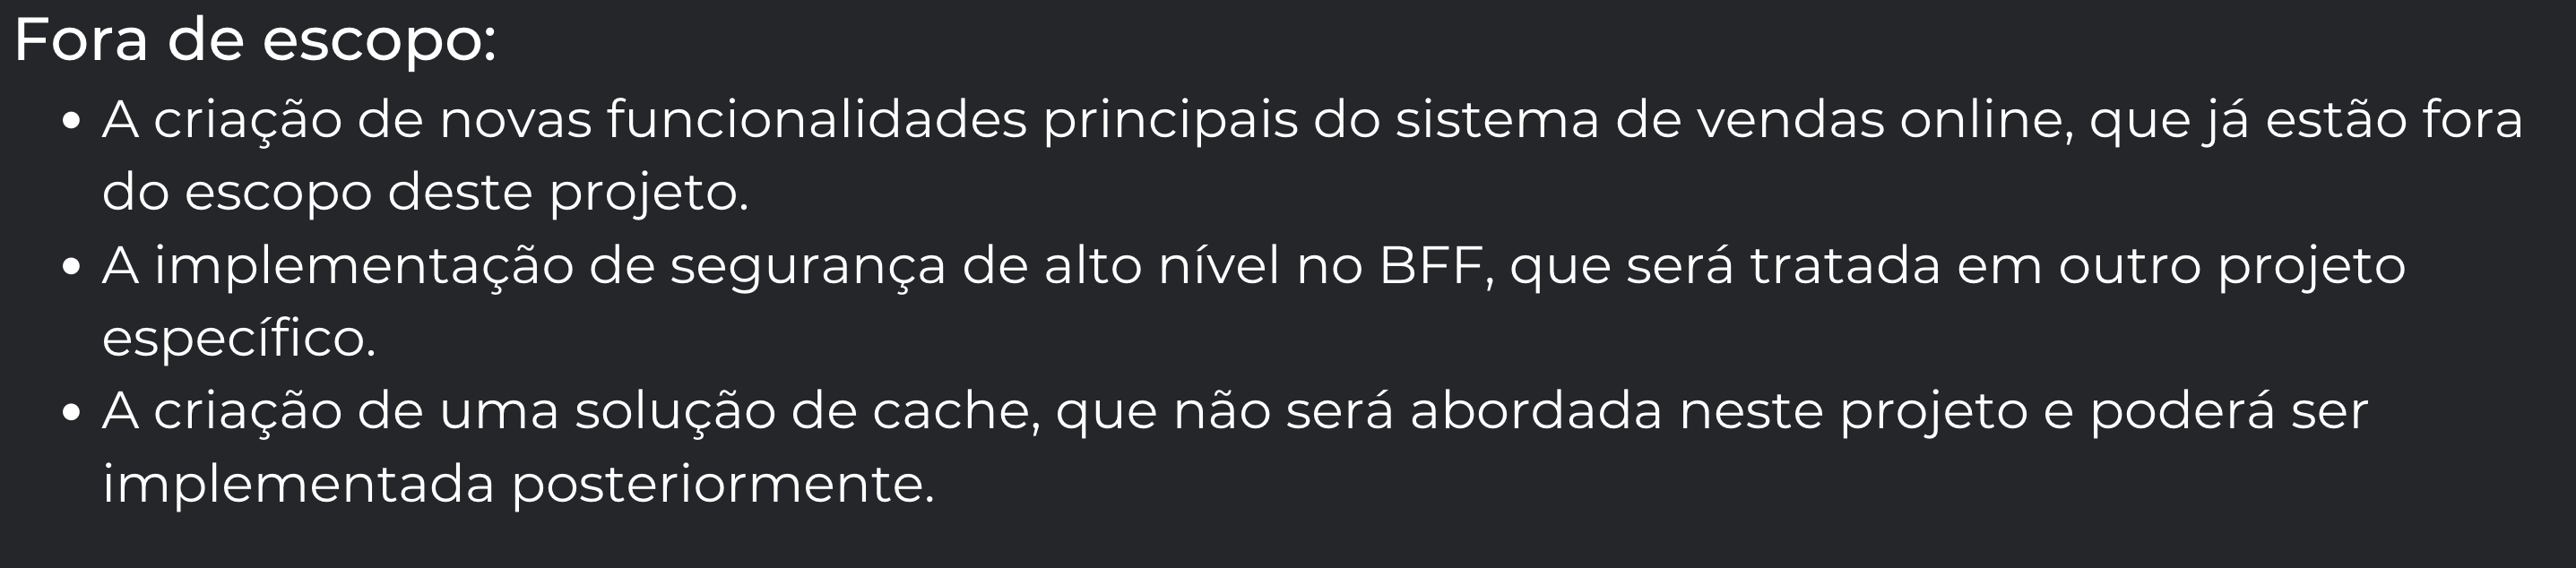 Fora de escopo:
• A criação de novas funcionalidades principais do sistema de vendas online, que já estão fora
do escopo deste projeto.
• A implementação de segurança de alto nível no BFF, que será tratada em outro projeto
específico.
• A criação de uma solução de cache, que não será abordada neste projeto e poderá ser
implementada posteriormente.